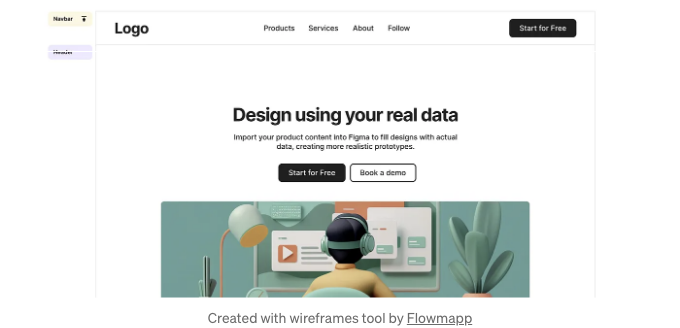 Navbar
Header
Logo
Products Services About Follow
Start for Free
Design using your real data
Import your product content into Figma to fill designs with actual
data, creating more realistic prototypes.
Start for Free
Book a demo
Created with wireframes tool by Flowmapp